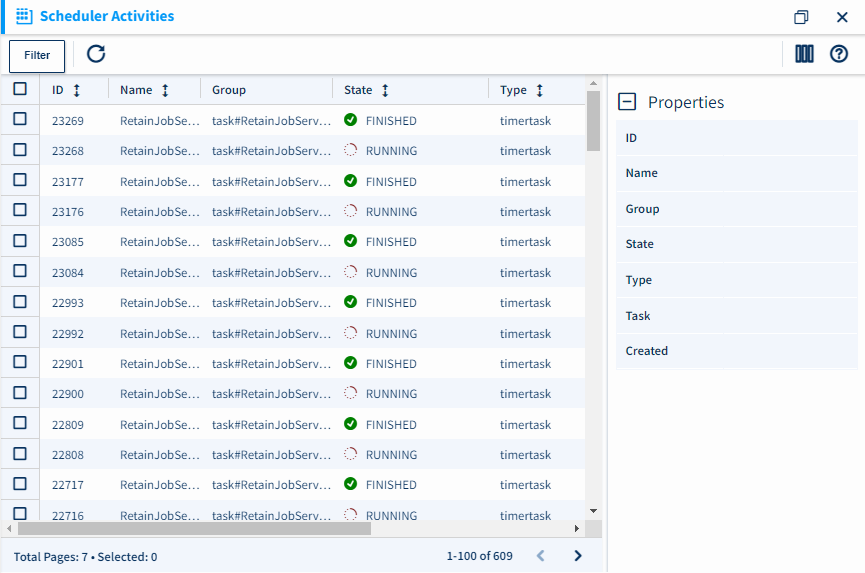 Scheduler Activities
Filter
ID Name Group State Type
23269 RetainJobSe... task#RetainJobServ... FINISHED timertask
23268 RetainJobSe... task#RetainJobServ... RUNNING timertask
23177 RetainJobSe... task#RetainJobServ... FINISHED timertask
23176 RetainJobSe... task#RetainJobServ... RUNNING timertask
23085 RetainJobSe... task#RetainJobServ... FINISHED timertask
23084 RetainJobSe... task#RetainJobServ... RUNNING timertask
22993 RetainJobSe... task#RetainJobServ... FINISHED timertask
22992 RetainJobSe... task#RetainJobServ... RUNNING timertask
22901 RetainJobSe... task#RetainJobServ... FINISHED timertask
22900 RetainJobSe... task#RetainJobServ... RUNNING timertask
22809 RetainJobSe... task#RetainJobServ... FINISHED timertask
22808 RetainJobSe... task#RetainJobServ... RUNNING timertask
22717 RetainJobSe... task#RetainJobServ... FINISHED timertask
22716 RetainJobSe... task#RetainJobServ... RUNNING timertask
Total Pages: 7 • Selected: 0
1-100 of 609
Properties
ID
Name
Group
State
Type
Task
Created